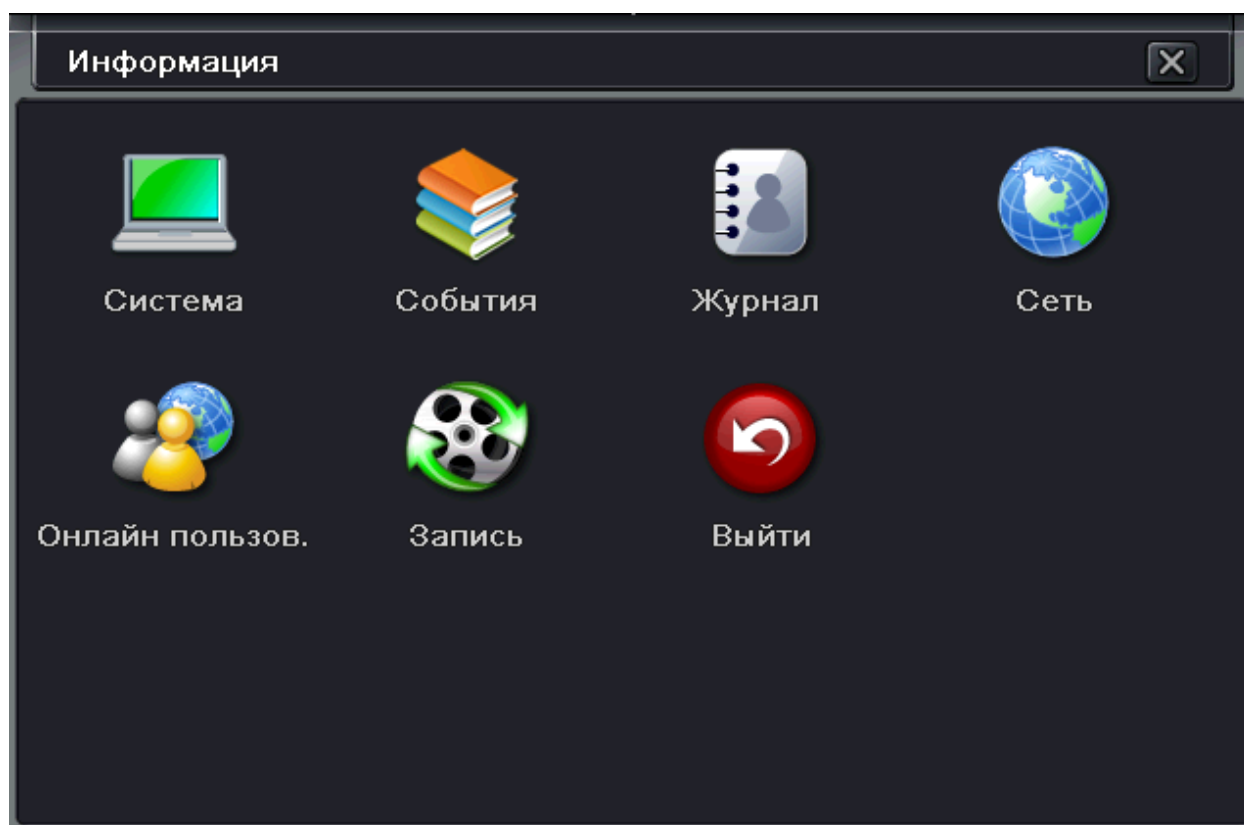 Информация
Система События Журнал Сеть
Онлайн пользов. Запись Выйти